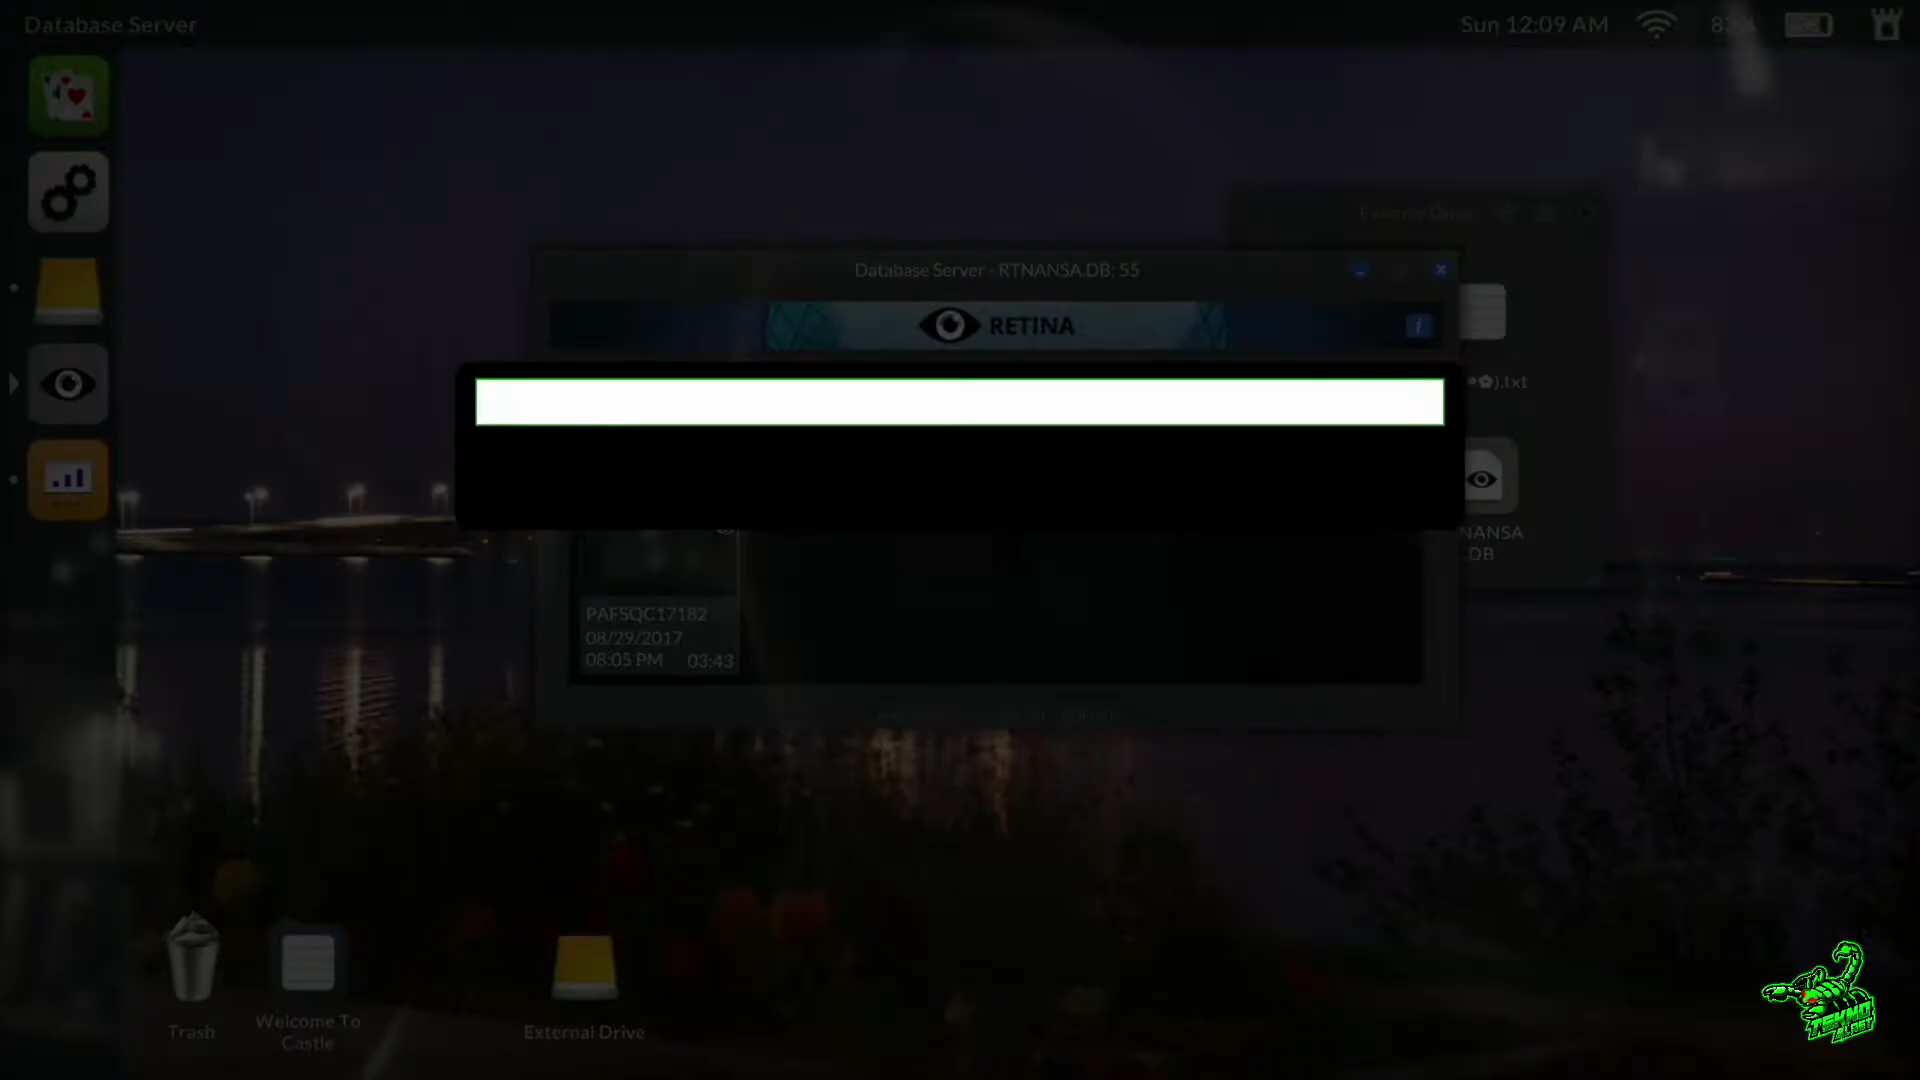 Database Server
Sun 12:09 AM
Database Server - RTNANSA.DB: 55
RETINA
i
).txt
NANSA
DB
PAFSQC17182
08/29/2017
08:05 PM 03:43
Trash
Welcome To
Castle
External Drive
TEKNO